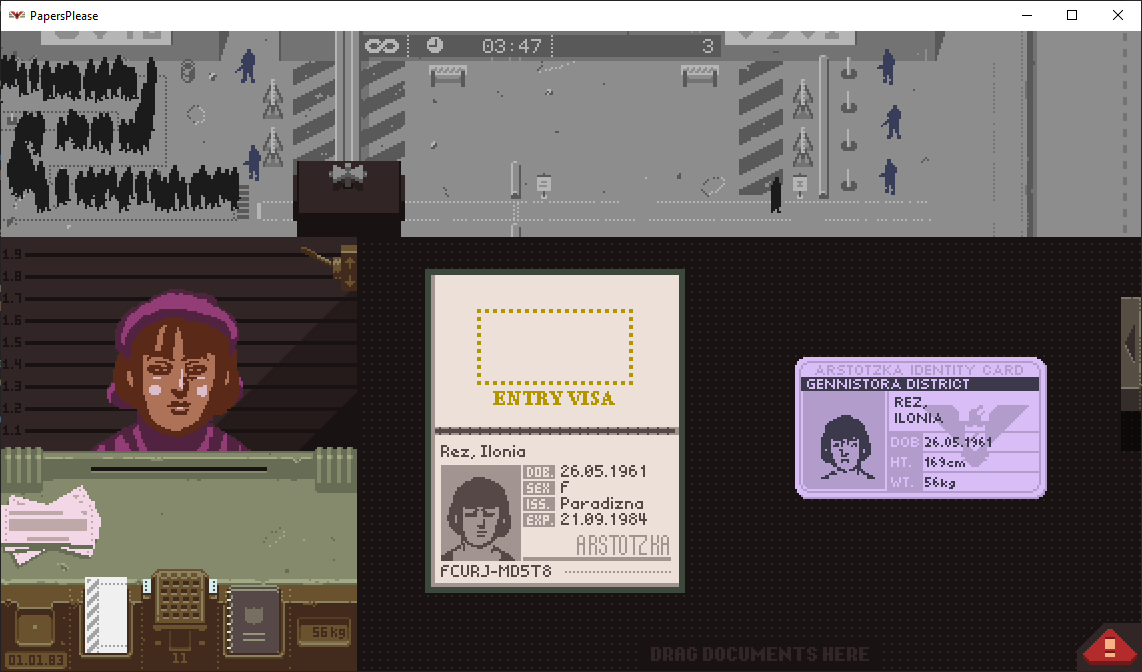 PapersPlease
03:47
3
1.9
1.8
1.7
1.6
1.5
1.4
1.3
1.2
1.1
ENTRY VISA
Rez, Ilonia
DOB. 26.05.1961
SEX F
ISS. Paradizna
EXP. 21.09.1984
ARSTOTZKA
FCURJ-MD5T8
ARSTOTZKA IDENTITY CARD
GENNISTORA DISTRICT
REZ,
ILONIA
DOB 26.05.1961
HT. 169cm
WT. 56kg
01.01.83
11
56kg
DRAG DOCUMENTS HERE